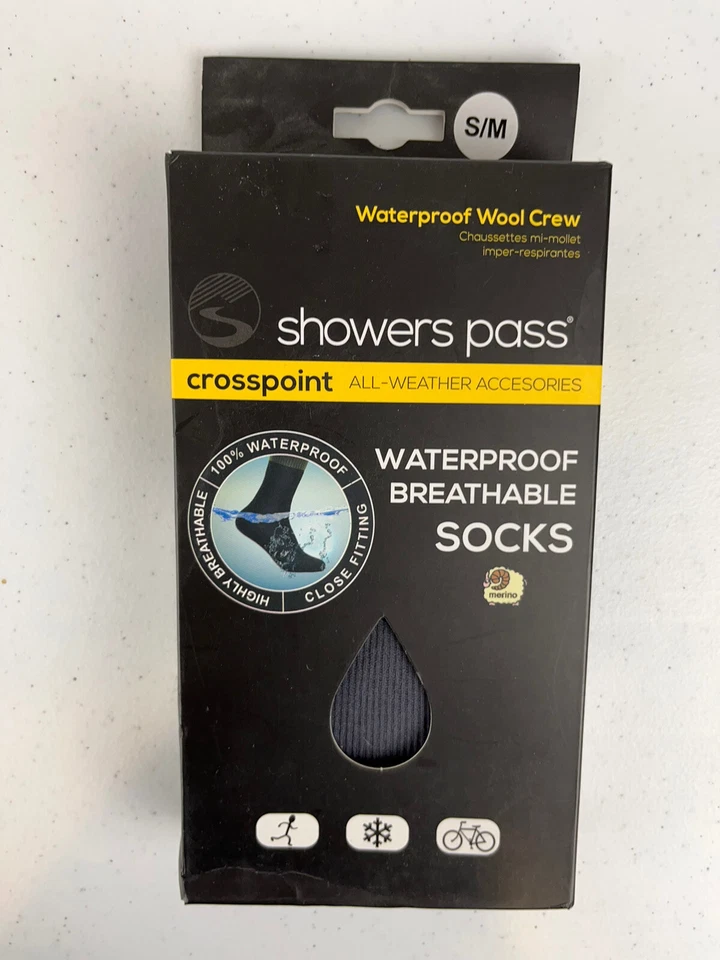 S/M
Waterproof Wool Crew
Chaussettes mi-mollet
imper-respirantes
showers pass®
crosspoint ALL-WEATHER ACCESORIES
100% WATERPROOF
CLOSE FITTING
HIGHLY BREATHABLE
WATERPROOF
BREATHABLE
SOCKS
merino